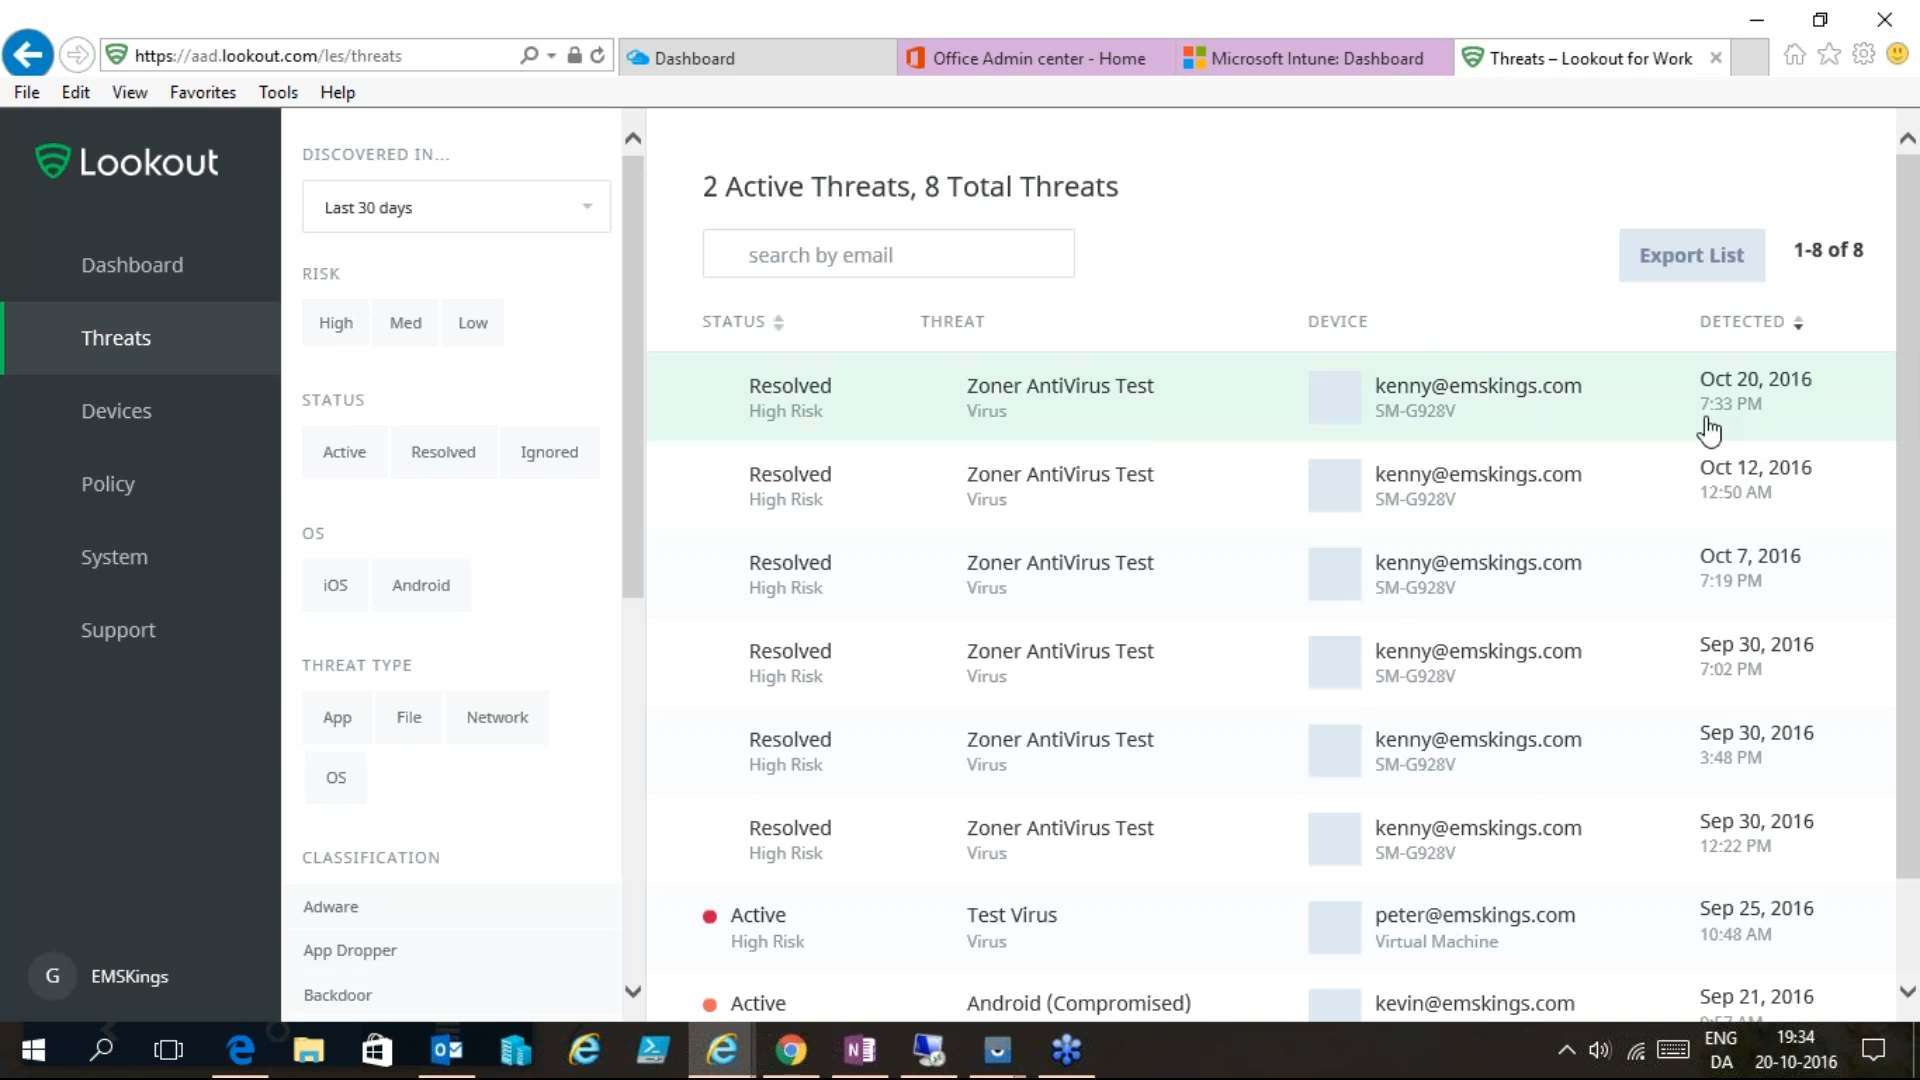 https://aad.lookout.com/les/threats
Dashboard
Office Admin center - Home
Microsoft Intune: Dashboard
Threats – Lookout for Work
File Edit View Favorites Tools Help
Lookout
Dashboard
Threats
Devices
Policy
System
Support
G EMSKings
DISCOVERED IN...
Last 30 days
RISK
High Med Low
STATUS
Active Resolved Ignored
OS
iOS Android
THREAT TYPE
App File Network
OS
CLASSIFICATION
Adware
App Dropper
Backdoor
2 Active Threats, 8 Total Threats
search by email
Export List
1-8 of 8
STATUS THREAT DEVICE DETECTED
Resolved Zoner AntiVirus Test kenny@emskings.com Oct 20, 2016
High Risk Virus SM-G928V 7:33 PM
Resolved Zoner AntiVirus Test kenny@emskings.com Oct 12, 2016
High Risk Virus SM-G928V 12:50 AM
Resolved Zoner AntiVirus Test kenny@emskings.com Oct 7, 2016
High Risk Virus SM-G928V 7:19 PM
Resolved Zoner AntiVirus Test kenny@emskings.com Sep 30, 2016
High Risk Virus SM-G928V 7:02 PM
Resolved Zoner AntiVirus Test kenny@emskings.com Sep 30, 2016
High Risk Virus SM-G928V 3:48 PM
Resolved Zoner AntiVirus Test kenny@emskings.com Sep 30, 2016
High Risk Virus SM-G928V 12:22 PM
Active Test Virus peter@emskings.com Sep 25, 2016
High Risk Virus Virtual Machine 10:48 AM
Active Android (Compromised) kevin@emskings.com Sep 21, 2016
ENG 19:34
DA 20-10-2016